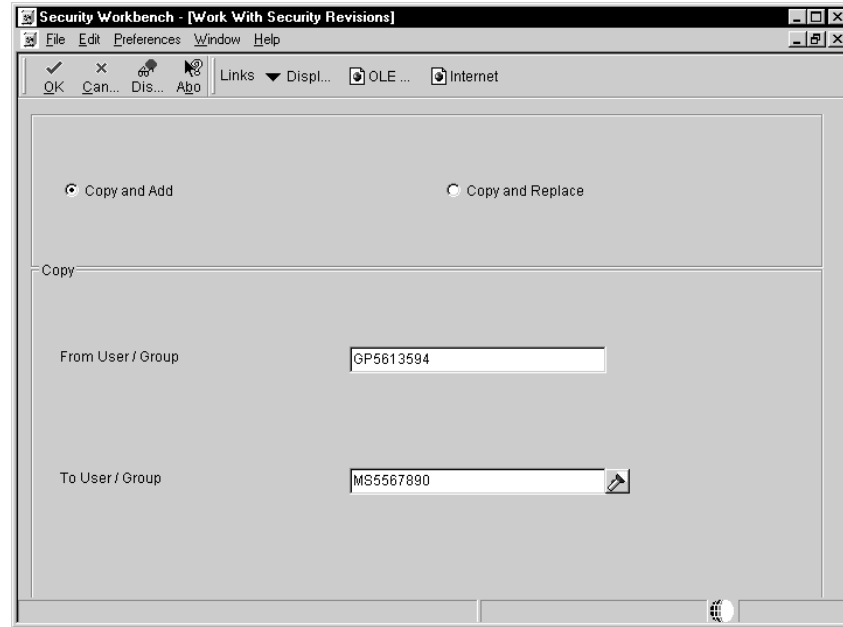 Security Workbench - [Work With Security Revisions]
File Edit Preferences Window Help
OK Can... Dis... Abo Links Displ... OLE ... Internet
Copy and Add Copy and Replace
Copy
From User / Group GP5613594
To User / Group MS5567890